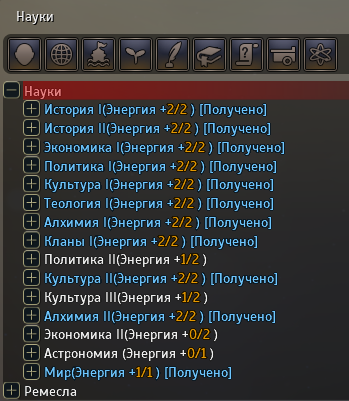 Науки
Науки
История I(Энергия +2/2 ) [Получено]
История II(Энергия +2/2 ) [Получено]
Экономика I(Энергия +2/2 ) [Получено]
Политика I(Энергия +2/2 ) [Получено]
Культура I(Энергия +2/2 ) [Получено]
Теология I(Энергия +2/2 ) [Получено]
Алхимия I(Энергия +2/2 ) [Получено]
Кланы I(Энергия +2/2 ) [Получено]
Политика II(Энергия +1/2 )
Культура II(Энергия +2/2 ) [Получено]
Культура III(Энергия +1/2 )
Алхимия II(Энергия +2/2 ) [Получено]
Экономика II(Энергия +0/2 )
Астрономия (Энергия +0/1 )
Мир(Энергия +1/1 ) [Получено]
Ремесла